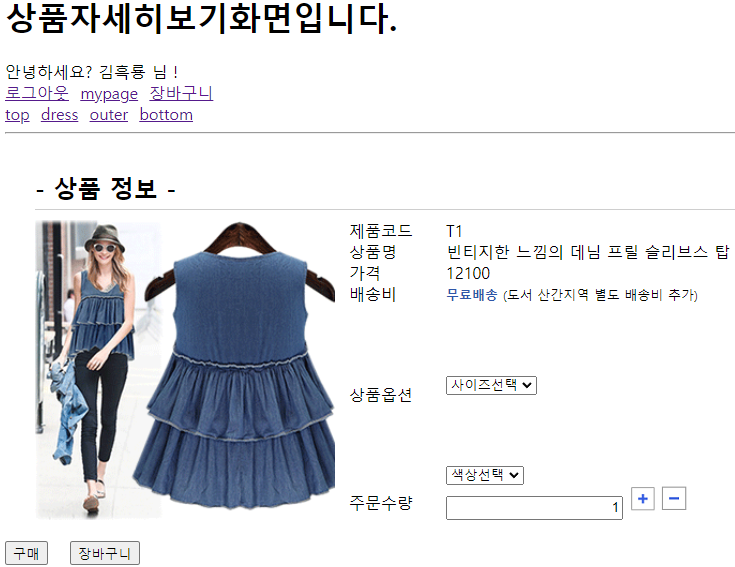 상품자세히보기화면입니다.
안녕하세요? 김흑룡 님 !
로그아웃 mypage 장바구니
top dress outer bottom
- 상품 정보 -
제품코드 T1
상품명 빈티지한 느낌의 데님 프릴 슬리브스 탑
가격 12100
배송비 무료배송 (도서 산간지역 별도 배송비 추가)
상품옵션 사이즈선택
색상선택
주문수량 1 + -
구매 장바구니